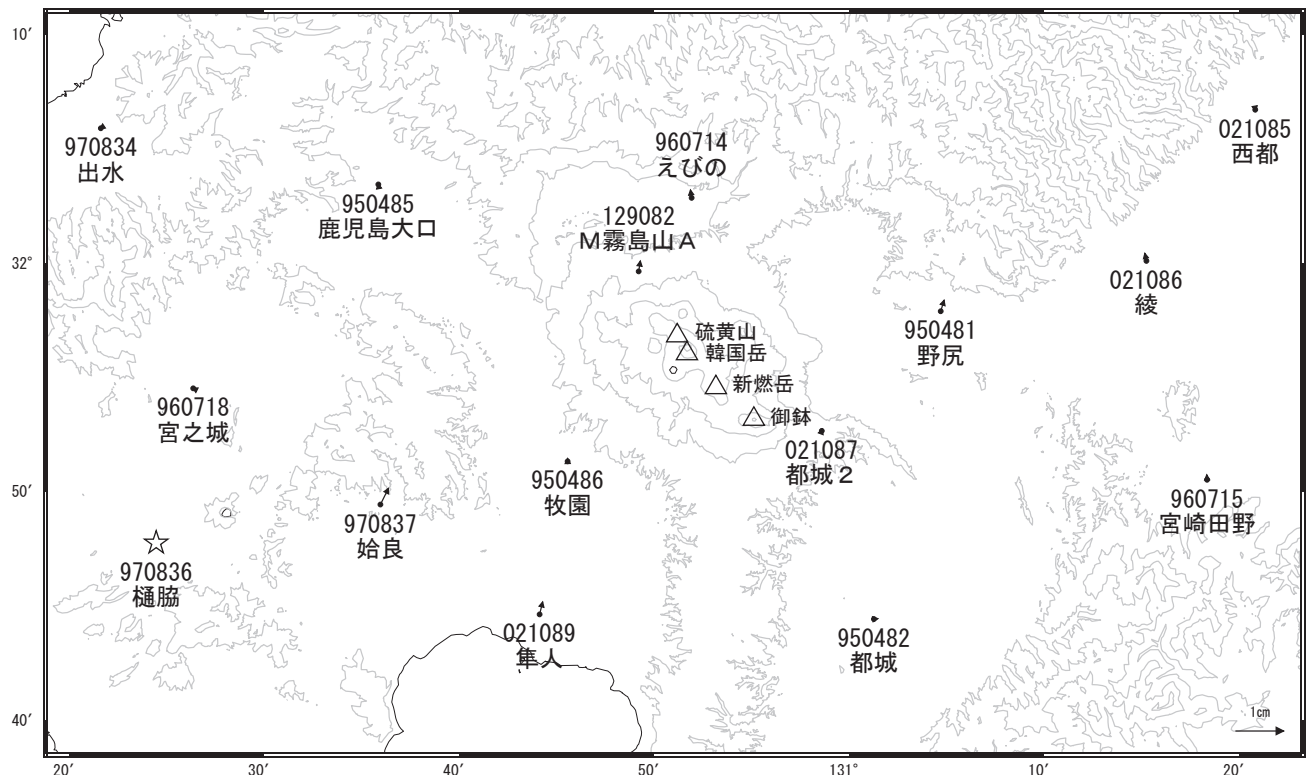 10′
021085
西都
960714
えびの
970834
出水
950485
鹿児島大口
129082
M霧島山A
32°
021086
綾
950481
野尻
硫黄山
韓国岳
新燃岳
御鉢
960718
宮之城
021087
都城2
950486
牧園
50′
960715
宮崎田野
970837
姶良
970836
樋脇
021089
隼人
950482
都城
40′
1cm
20′
30′
40′
50′
131°
10′
20′